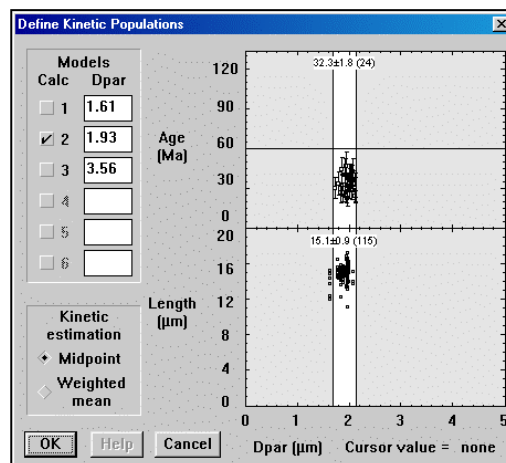 Define Kinetic Populations
Models
Calc Dpar
1 1.61
2 1.93
3 3.56
4
5
6
Kinetic
estimation
Midpoint
Weighted
mean
OK
Help
Cancel
Age
(Ma)
120
90
60
30
0
32.3±1.8 (24)
Length
(µm)
20
16
12
8
4
0
15.1±0.9 (115)
0 1 2 3 4 5
Dpar (µm) Cursor value = none